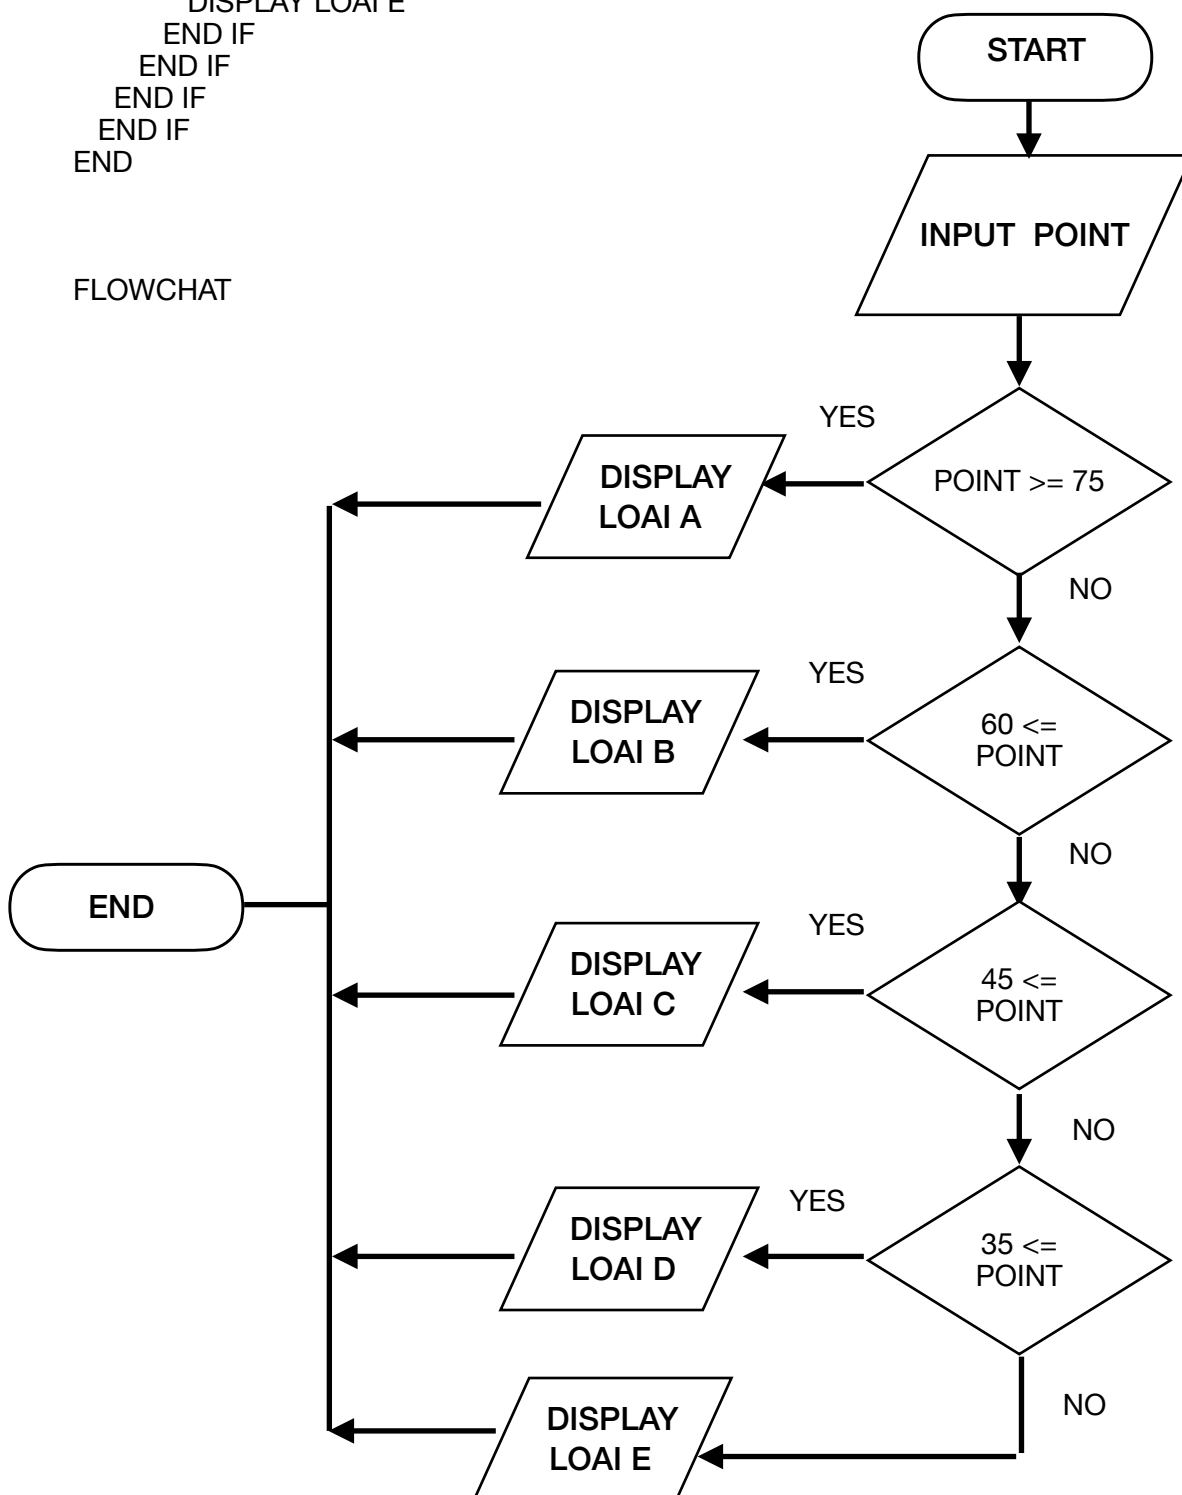 DISPLAY LOAI E
END IF
END IF
END IF
END IF
END
FLOWCHAT
START
INPUT POINT
YES
POINT >= 75
DISPLAY
LOAI A
NO
YES
60 <=
POINT
DISPLAY
LOAI B
NO
END
YES
45 <=
POINT
DISPLAY
LOAI C
NO
YES
35 <=
POINT
DISPLAY
LOAI D
NO
DISPLAY
LOAI E